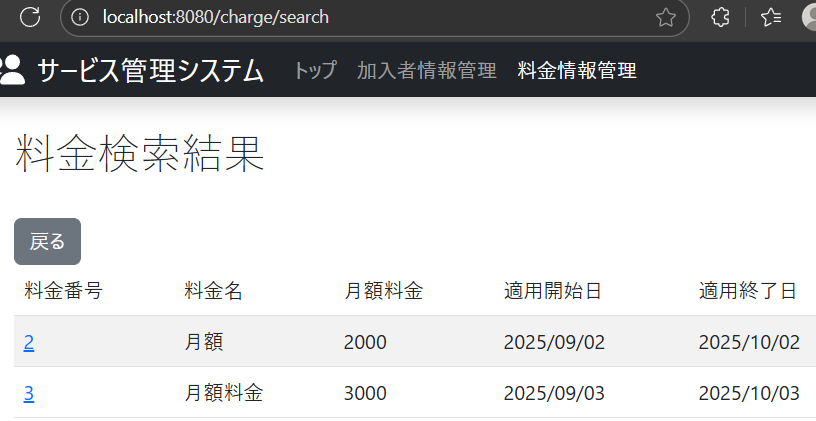 localhost:8080/charge/search
サービス管理システム トップ 加入者情報管理 料金情報管理
料金検索結果
戻る
料金番号 料金名 月額料金 適用開始日 適用終了日
2 月額 2000 2025/09/02 2025/10/02
3 月額料金 3000 2025/09/03 2025/10/03